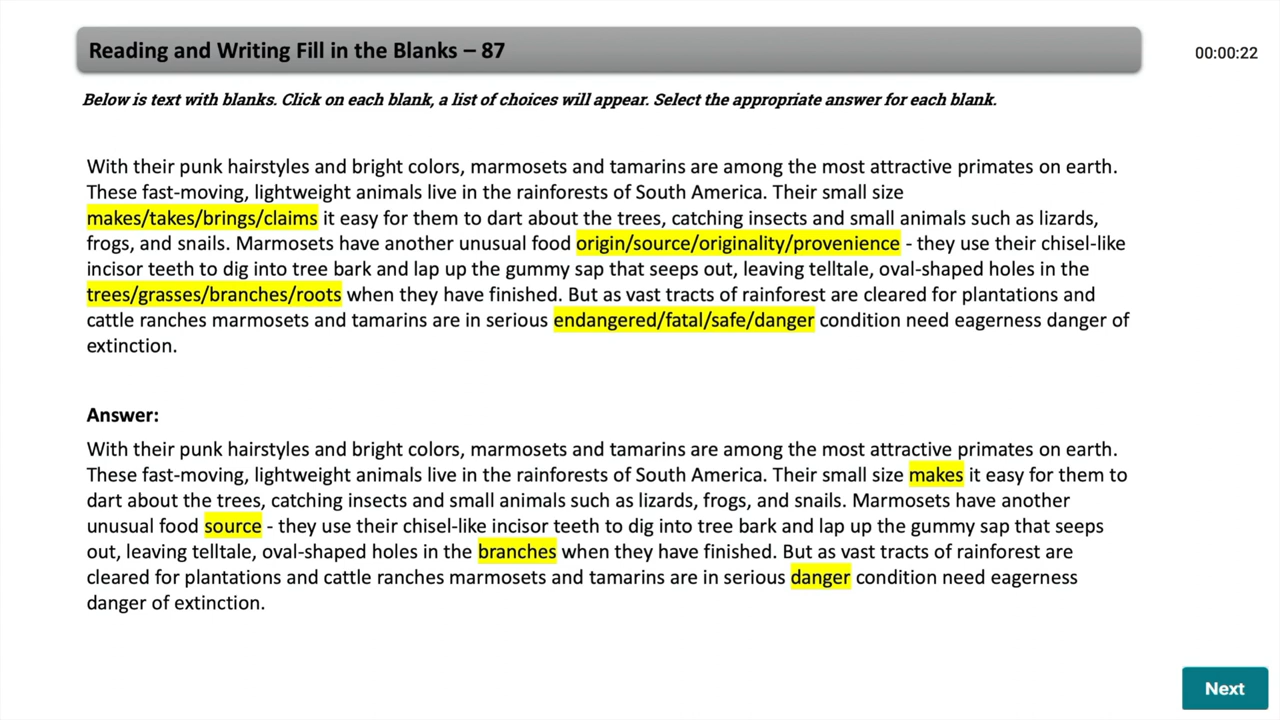 Reading and Writing Fill in the Blanks – 87
00:00:22
Below is text with blanks. Click on each blank, a list of choices will appear. Select the appropriate answer for each blank.
With their punk hairstyles and bright colors, marmosets and tamarins are among the most attractive primates on earth.
These fast-moving, lightweight animals live in the rainforests of South America. Their small size
makes/takes/brings/claims it easy for them to dart about the trees, catching insects and small animals such as lizards,
frogs, and snails. Marmosets have another unusual food origin/source/originality/provenience - they use their chisel-like
incisor teeth to dig into tree bark and lap up the gummy sap that seeps out, leaving telltale, oval-shaped holes in the
trees/grasses/branches/roots when they have finished. But as vast tracts of rainforest are cleared for plantations and
cattle ranches marmosets and tamarins are in serious endangered/fatal/safe/danger condition need eagerness danger of
extinction.
Answer:
With their punk hairstyles and bright colors, marmosets and tamarins are among the most attractive primates on earth.
These fast-moving, lightweight animals live in the rainforests of South America. Their small size makes it easy for them to
dart about the trees, catching insects and small animals such as lizards, frogs, and snails. Marmosets have another
unusual food source - they use their chisel-like incisor teeth to dig into tree bark and lap up the gummy sap that seeps
out, leaving telltale, oval-shaped holes in the branches when they have finished. But as vast tracts of rainforest are
cleared for plantations and cattle ranches marmosets and tamarins are in serious danger condition need eagerness
danger of extinction.
Next